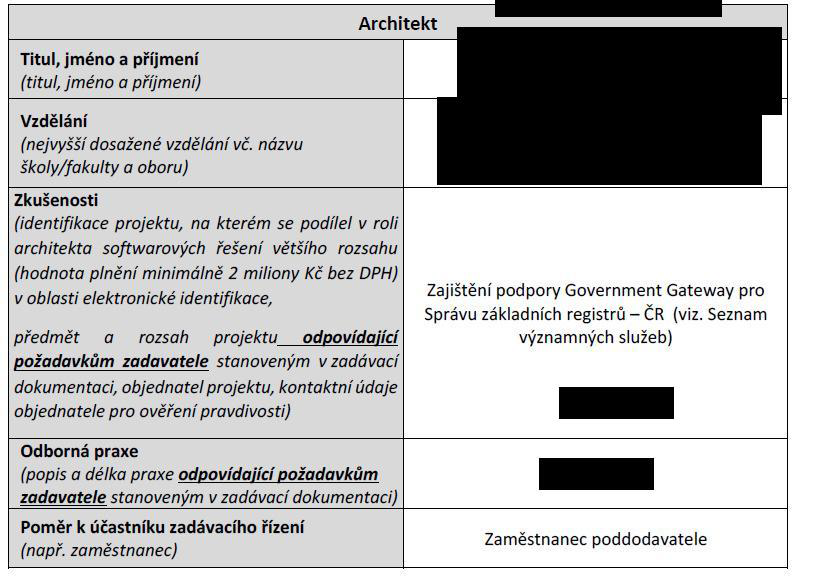 Architekt
Titul, jméno a příjmení
(titul, jméno a příjmení)
Vzdělání
(nejvyšší dosažené vzdělání vč. názvu
školy/fakulty a oboru)
Zkušenosti
(identifikace projektu, na kterém se podílel v roli
architekta softwarových řešení většího rozsahu
(hodnota plnění minimálně 2 miliony Kč bez DPH)
v oblasti elektronické identifikace,
předmět a rozsah projektu odpovídající
požadavkům zadavatele stanoveným v zadávací
dokumentaci, objednatel projektu, kontaktní údaje
objednatele pro ověření pravdivosti)
Zajištění podpory Government Gateway pro
Správu základních registrů – ČR (viz. Seznam
významných služeb)
Odborná praxe
(popis a délka praxe odpovídající požadavkům
zadavatele stanoveným v zadávací dokumentaci)
Poměr k účastníku zadávacího řízení
(např. zaměstnanec)
Zaměstnanec poddodavatele